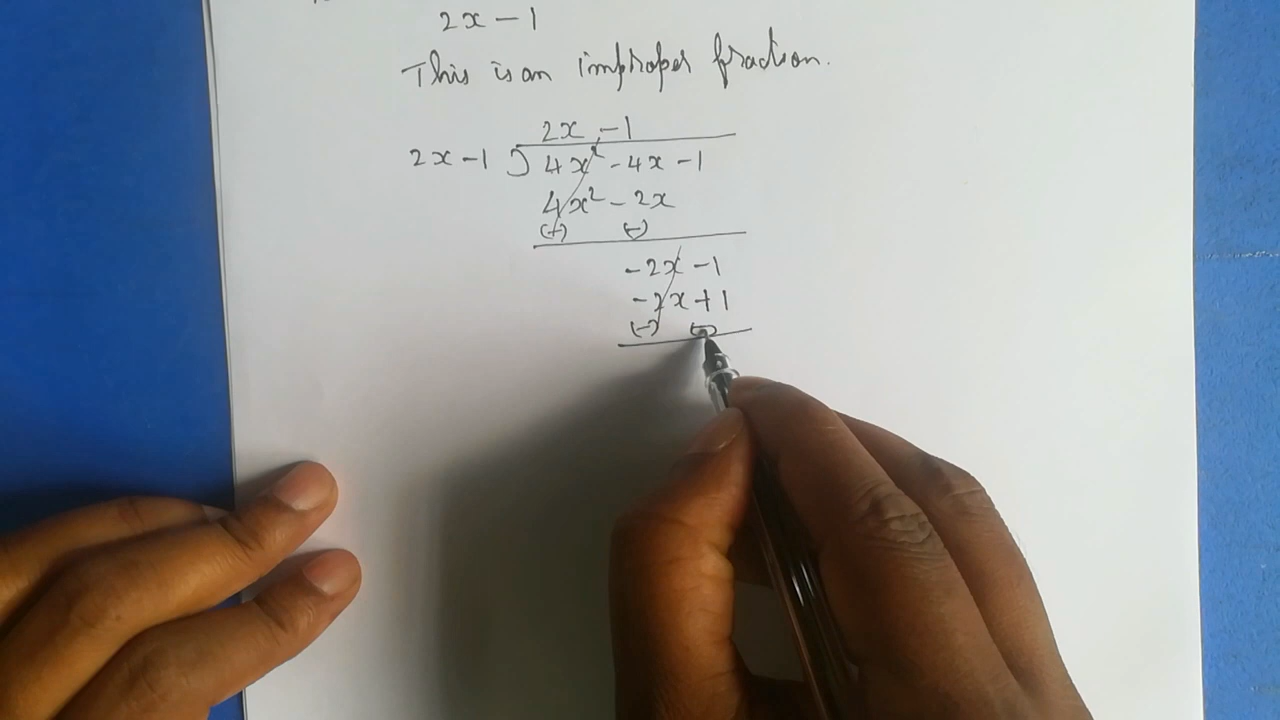 2x - 1
This is an improper fraction.
2x - 1
2x - 1 ) 4x² - 4x - 1
4x² - 2x
(-) (-)
-2x - 1
-2x + 1
(-) (-)